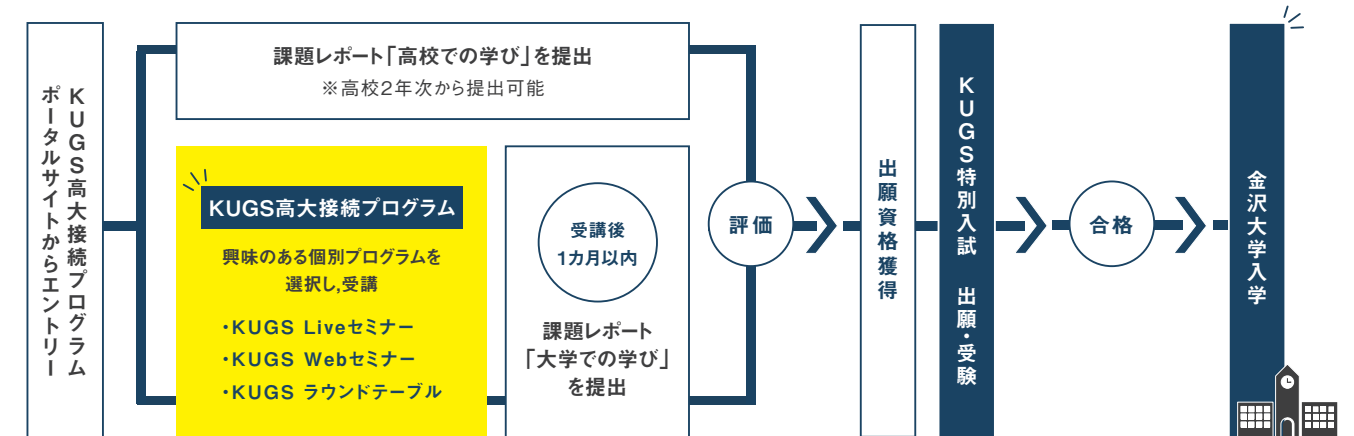 KUGS高大接続プログラム
ポータルサイトからエントリー
課題レポート「高校での学び」を提出
※高校2年次から提出可能
KUGS高大接続プログラム
興味のある個別プログラムを
選択し,受講
・KUGS Liveセミナー
・KUGS Webセミナー
・KUGS ラウンドテーブル
受講後
1カ月以内
課題レポート
「大学での学び」
を提出
評価
出願資格獲得
KUGS特別入試 出願・受験
合格
金沢大学入学